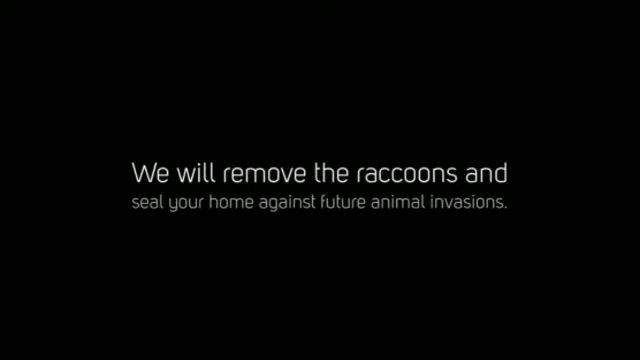 We will remove the raccoons and
seal your home against future animal invasions.